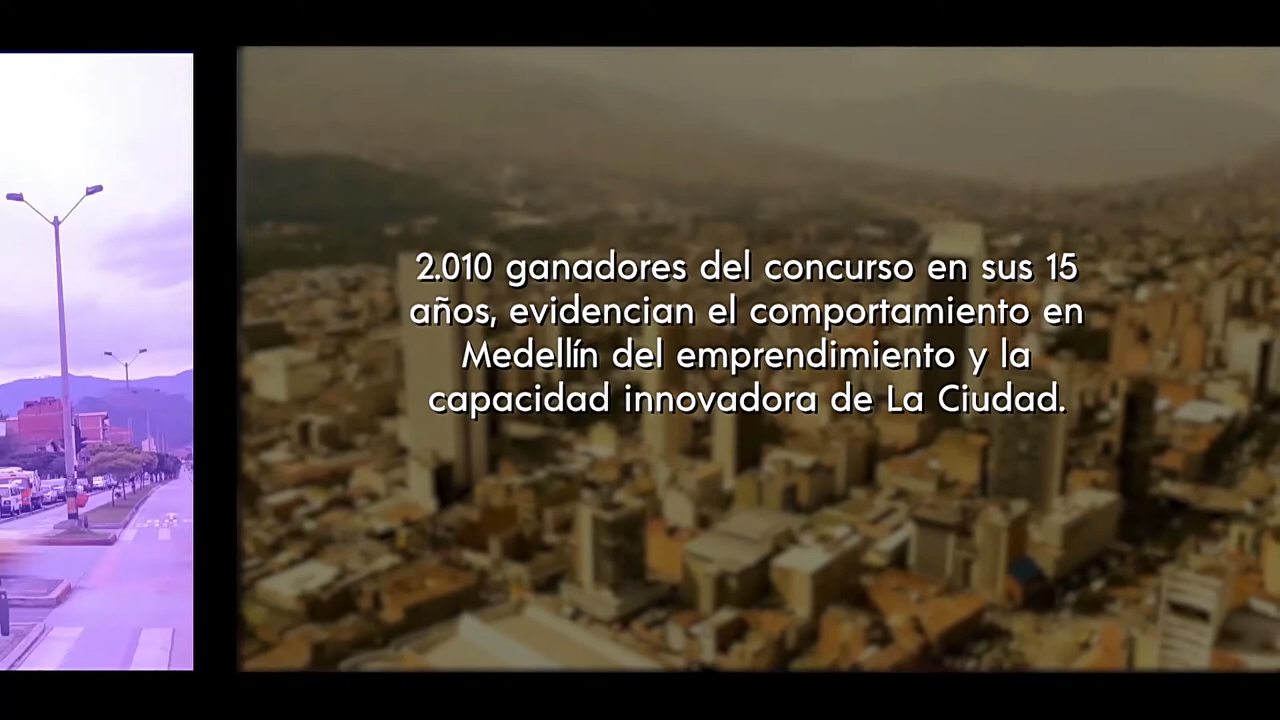 2.010 ganadores del concurso en sus 15
años, evidencian el comportamiento en
Medellín del emprendimiento y la
capacidad innovadora de La Ciudad.